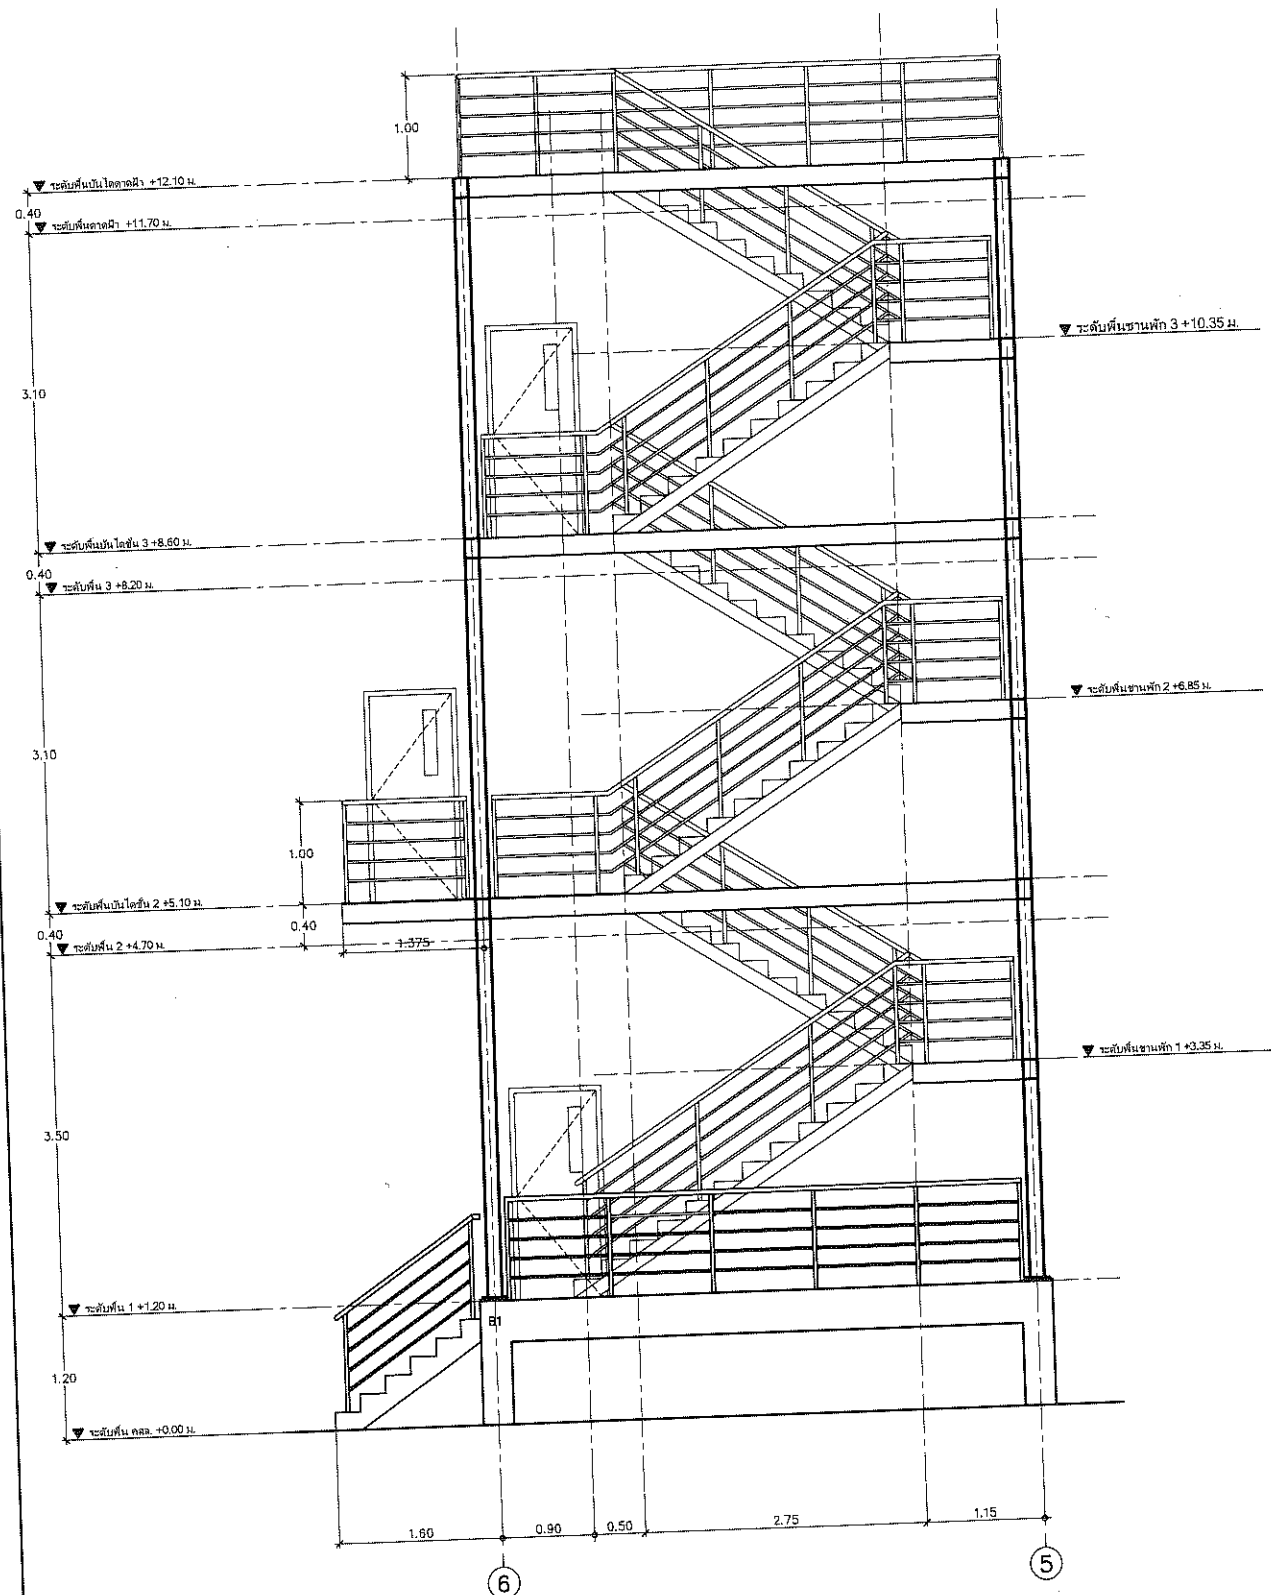 1.00
ระดับพื้นบันไดดาดฟ้า +12.10 ม.
0.40
ระดับพื้นดาดฟ้า +11.70 ม.
ระดับพื้นชานพัก 3 +10.35 ม.
3.10
ระดับพื้นบันไดชั้น 3 +8.60 ม.
0.40
ระดับพื้น 3 +8.20 ม.
ระดับพื้นชานพัก 2 +6.85 ม.
3.10
1.00
ระดับพื้นบันไดชั้น 2 +5.10 ม.
0.40
0.40
ระดับพื้น 2 +4.70 ม.
1.375
ระดับพื้นชานพัก 1 +3.35 ม.
3.50
ระดับพื้น 1 +1.20 ม.
B1
1.20
ระดับพื้น คสล. +0.00 ม.
1.60
0.90
0.50
2.75
1.15
6
5